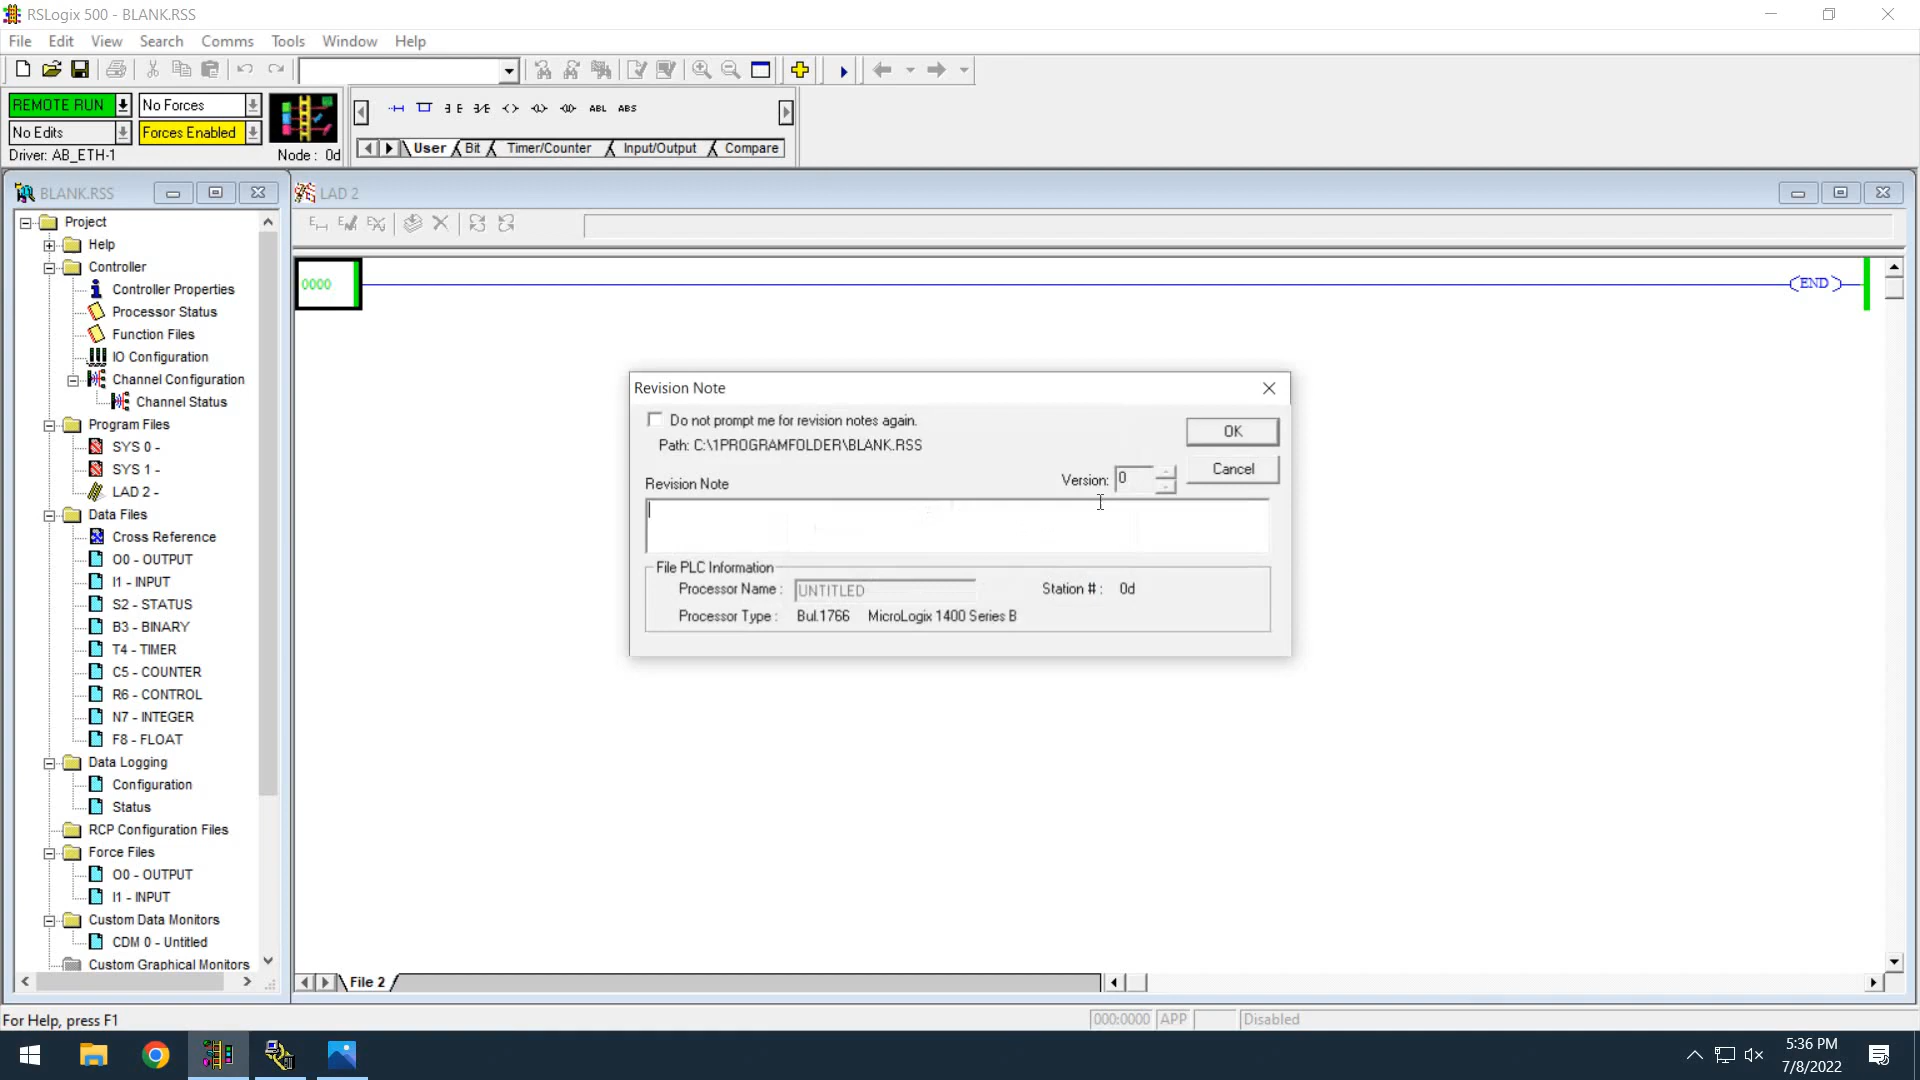 RSLogix 500 - BLANK.RSS
File Edit View Search Comms Tools Window Help
REMOTE RUN No Forces
No Edits Forces Enabled
Driver: AB_ETH-1 Node : 0d
ABL ABS
User Bit Timer/Counter Input/Output Compare
BLANK.RSS
Project
Help
Controller
Controller Properties
Processor Status
Function Files
IO Configuration
Channel Configuration
Channel Status
Program Files
SYS 0 -
SYS 1 -
LAD 2 -
Data Files
Cross Reference
O0 - OUTPUT
I1 - INPUT
S2 - STATUS
B3 - BINARY
T4 - TIMER
C5 - COUNTER
R6 - CONTROL
N7 - INTEGER
F8 - FLOAT
Data Logging
Configuration
Status
RCP Configuration Files
Force Files
O0 - OUTPUT
I1 - INPUT
Custom Data Monitors
CDM 0 - Untitled
Custom Graphical Monitors
LAD 2
0000
END
Revision Note
Do not prompt me for revision notes again.
Path: C:\1PROGRAMFOLDER\BLANK.RSS
OK
Cancel
Version: 0
Revision Note
File PLC Information
Processor Name : UNTITLED Station # : 0d
Processor Type : Bul.1766 MicroLogix 1400 Series B
File 2
For Help, press F1
000:0000 APP Disabled
5:36 PM
7/8/2022